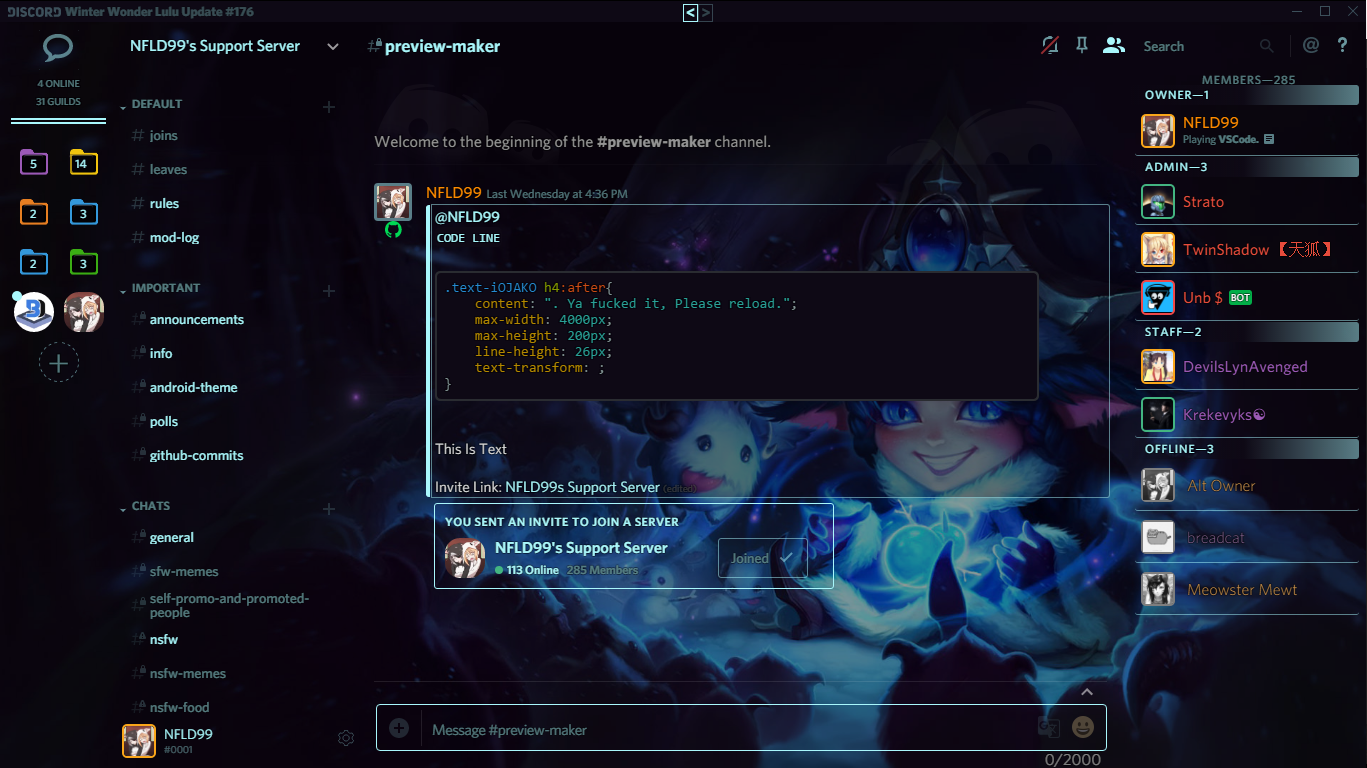 DISCORD Winter Wonder Lulu Update #176
< >
4 ONLINE
31 GUILDS
5
14
2
3
2
3
NFLD99's Support Server
DEFAULT
# joins
# leaves
# rules
# mod-log
IMPORTANT
# announcements
# info
# android-theme
# polls
# github-commits
CHATS
# general
# sfw-memes
# self-promo-and-promoted-
people
# nsfw
# nsfw-memes
# nsfw-food
NFLD99
#0001
#preview-maker
Search
@ ?
Welcome to the beginning of the #preview-maker channel.
NFLD99 Last Wednesday at 4:36 PM
@NFLD99
CODE LINE
.text-iOJAKO h4:after{
content: ". Ya fucked it, Please reload.";
max-width: 4000px;
max-height: 200px;
line-height: 26px;
text-transform: ;
}
This Is Text
Invite Link: NFLD99s Support Server (edited)
YOU SENT AN INVITE TO JOIN A SERVER
NFLD99's Support Server
113 Online 285 Members
Joined
Message #preview-maker
0/2000
MEMBERS—285
OWNER—1
NFLD99
Playing VSCode.
ADMIN—3
Strato
TwinShadow 【天狐】
Unb $ BOT
STAFF—2
DevilsLynAvenged
Krekevyks☯
OFFLINE—3
Alt Owner
breadcat
Meowster Mewt